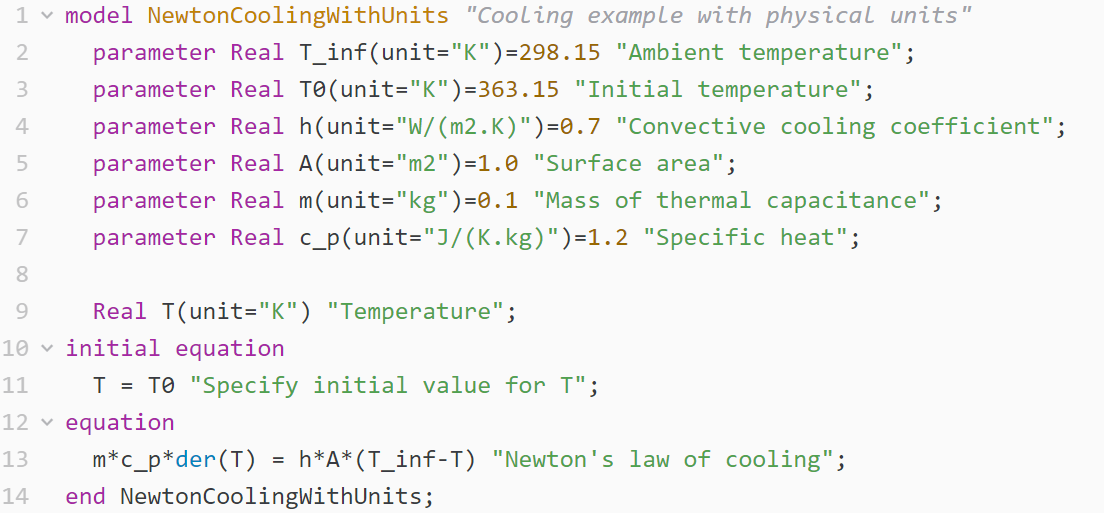 1 model NewtonCoolingWithUnits "Cooling example with physical units"
2 parameter Real T_inf(unit="K")=298.15 "Ambient temperature";
3 parameter Real T0(unit="K")=363.15 "Initial temperature";
4 parameter Real h(unit="W/(m2.K)")=0.7 "Convective cooling coefficient";
5 parameter Real A(unit="m2")=1.0 "Surface area";
6 parameter Real m(unit="kg")=0.1 "Mass of thermal capacitance";
7 parameter Real c_p(unit="J/(K.kg)")=1.2 "Specific heat";
8
9 Real T(unit="K") "Temperature";
10 initial equation
11 T = T0 "Specify initial value for T";
12 equation
13 m*c_p*der(T) = h*A*(T_inf-T) "Newton's law of cooling";
14 end NewtonCoolingWithUnits;